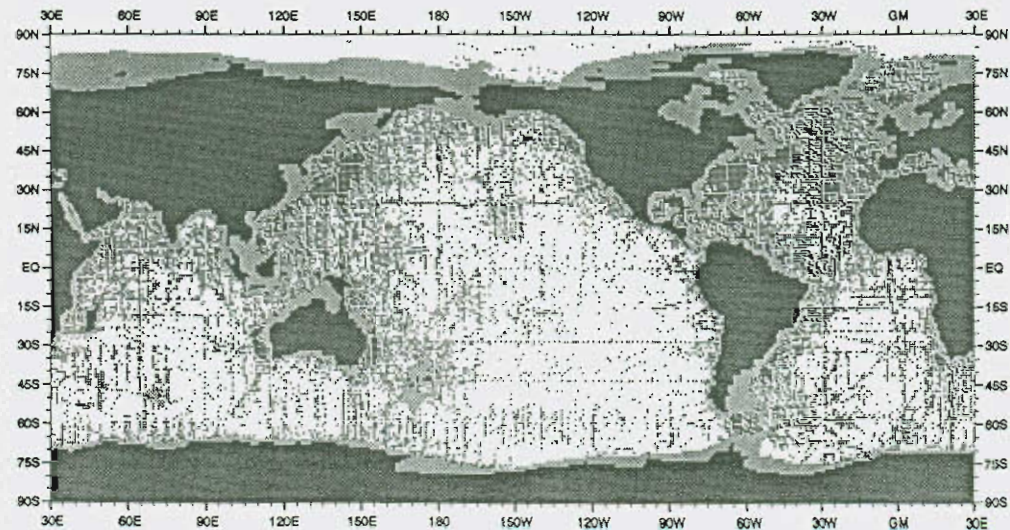 30E 60E 90E 120E 150E 180 150W 120W 90W 60W 30W GM 30E
90N 90N
75N 75N
60N 60N
45N 45N
30N 30N
15N 15N
EQ EQ
15S 15S
30S 30S
45S 45S
60S 60S
75S 75S
90S 90S
30E 60E 90E 120E 150E 180 150W 120W 90W 60W 30W GM 30E